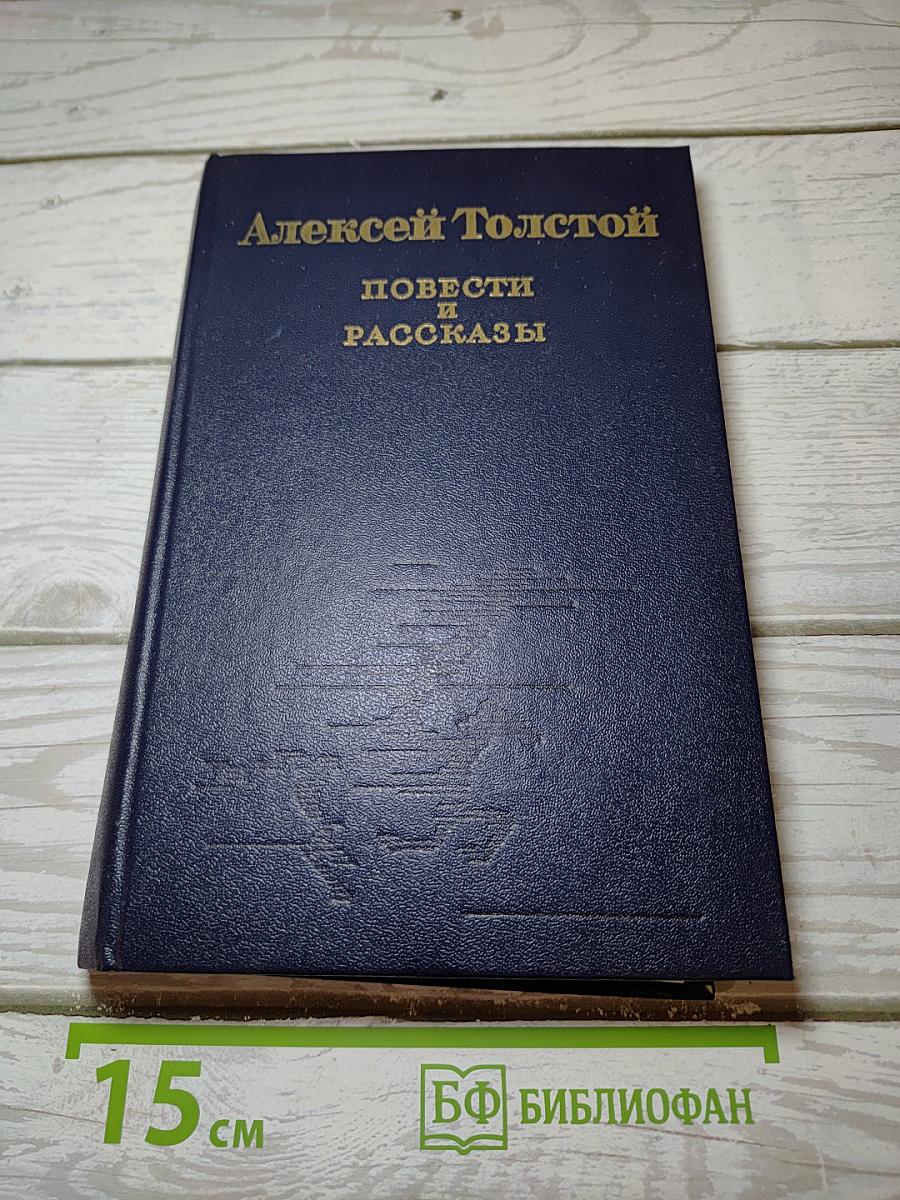 Алексей Толстой
ПОВЕСТИ
И
РАССКАЗЫ
15 см
БФ БИБЛИОФАН